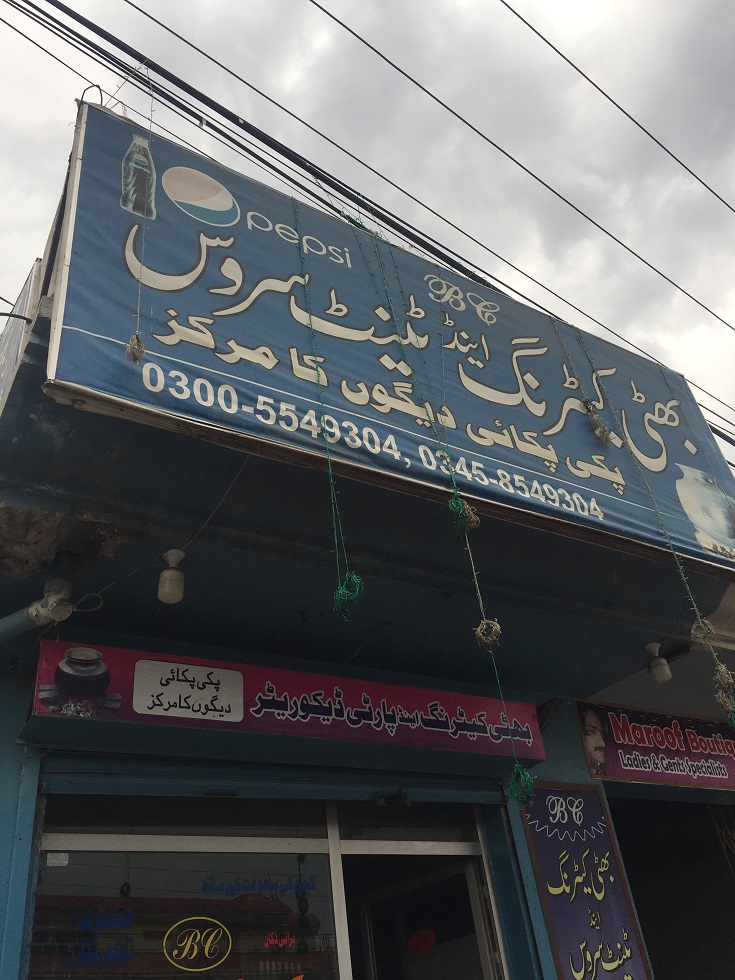 pepsi
BC
بھٹی کیٹرنگ اینڈ ٹینٹ سروس
پکی پکائی دیگوں کا مرکز
0300-5549304, 0345-8549304
بھٹی کیٹرنگ اینڈ پارٹی ڈیکوریٹر
پکی پکائی
دیگوں کا مرکز
Maroof Boutiq
Ladies & Gents Specialists
BC
بھٹی کیٹرنگ
اینڈ
ٹینٹ سروس
BC